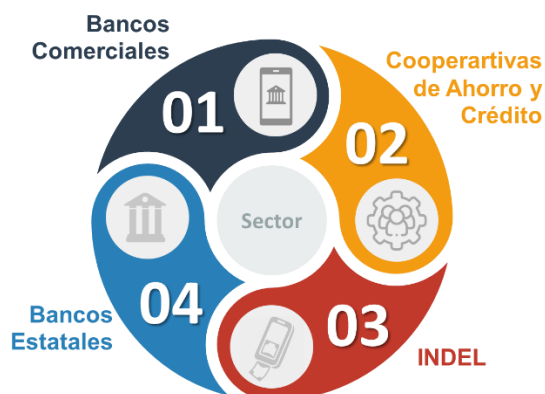 Bancos
Comerciales
01
Cooperartivas
de Ahorro y
Crédito
02
Sector
03
INDEL
04
Bancos
Estatales